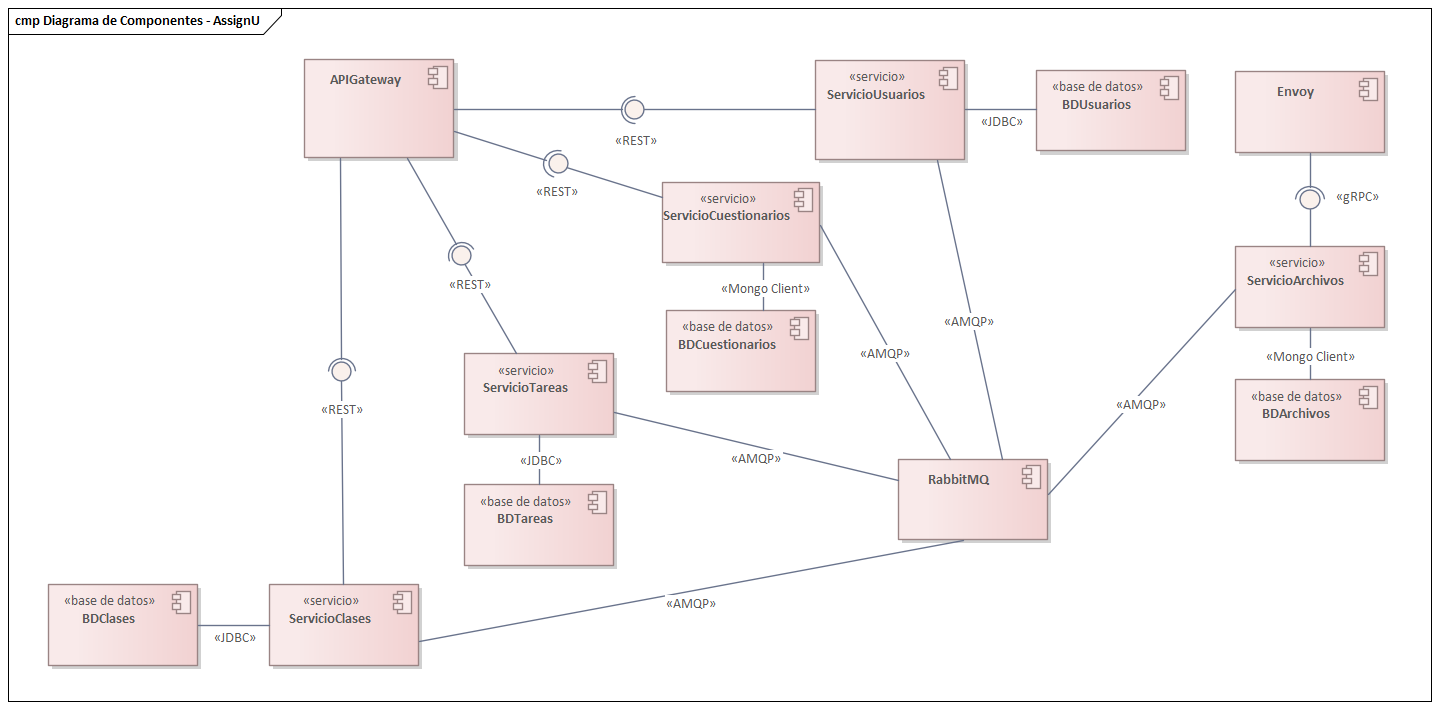 cmp Diagrama de Componentes - AssignU
APIGateway
«servicio»
ServicioUsuarios
«base de datos»
BDUsuarios
Envoy
«JDBC»
«REST»
«REST»
«gRPC»
«servicio»
ServicioCuestionarios
«servicio»
ServicioArchivos
«REST»
«Mongo Client»
«base de datos»
BDCuestionarios
«AMQP»
«AMQP»
«Mongo Client»
«servicio»
ServicioTareas
«base de datos»
BDArchivos
«REST»
«AMQP»
«JDBC»
«AMQP»
RabbitMQ
«base de datos»
BDTareas
«base de datos»
BDClases
«servicio»
ServicioClases
«AMQP»
«JDBC»